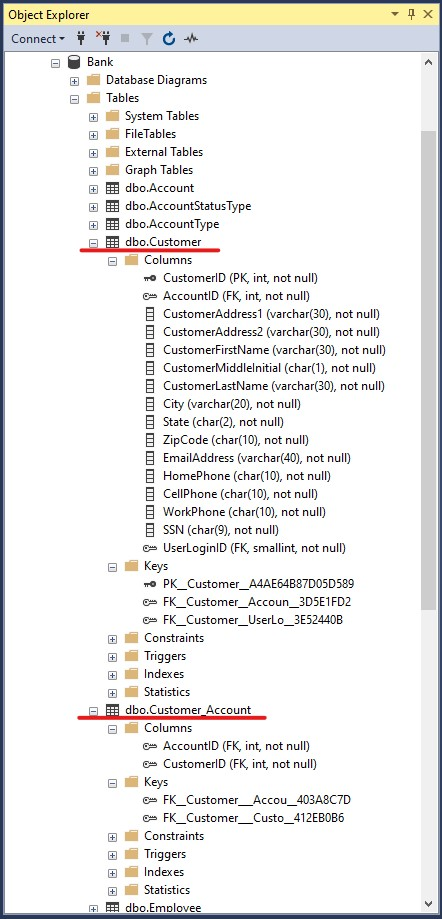 Object Explorer
Connect
Bank
Database Diagrams
Tables
System Tables
FileTables
External Tables
Graph Tables
dbo.Account
dbo.AccountStatusType
dbo.AccountType
dbo.Customer
Columns
CustomerID (PK, int, not null)
AccountID (FK, int, not null)
CustomerAddress1 (varchar(30), not null)
CustomerAddress2 (varchar(30), not null)
CustomerFirstName (varchar(30), not null)
CustomerMiddleInitial (char(1), not null)
CustomerLastName (varchar(30), not null)
City (varchar(20), not null)
State (char(2), not null)
ZipCode (char(10), not null)
EmailAddress (varchar(40), not null)
HomePhone (char(10), not null)
CellPhone (char(10), not null)
WorkPhone (char(10), not null)
SSN (char(9), not null)
UserLoginID (FK, smallint, not null)
Keys
PK__Customer__A4AE64B87D05D589
FK__Customer__Accoun__3D5E1FD2
FK__Customer__UserLo__3E52440B
Constraints
Triggers
Indexes
Statistics
dbo.Customer_Account
Columns
AccountID (FK, int, not null)
CustomerID (FK, int, not null)
Keys
FK__Customer___Accou__403A8C7D
FK__Customer___Custo__412EB0B6
Constraints
Triggers
Indexes
Statistics
dbo.Employee